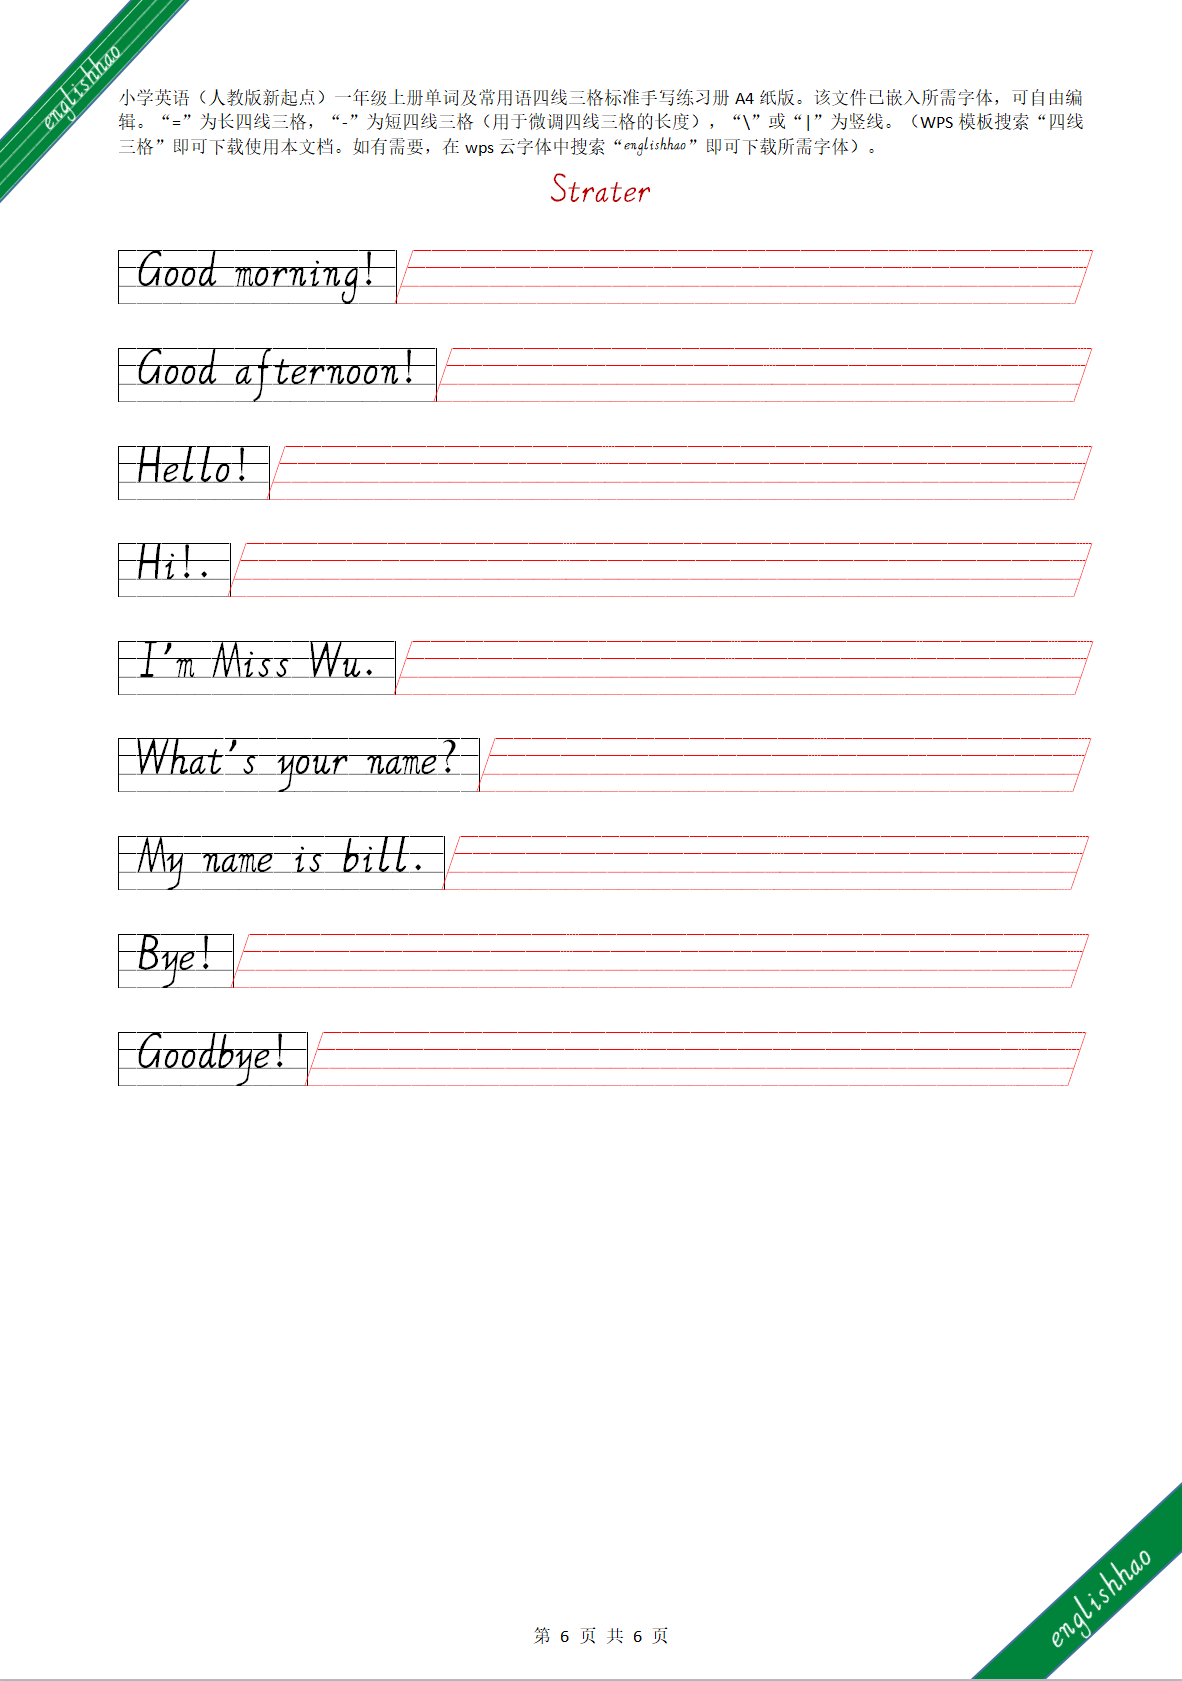 englishhao
小学英语（人教版新起点）一年级上册单词及常用语四线三格标准手写练习册 A4 纸版。该文件已嵌入所需字体，可自由编
辑。“=”为长四线三格，“-”为短四线三格（用于微调四线三格的长度），“\”或“|”为竖线。（WPS 模板搜索“四线
三格”即可下载使用本文档。如有需要，在 wps 云字体中搜索“englishhao”即可下载所需字体）。
Strater
Good morning!
Good afternoon!
Hello!
Hi!.
I'm Miss Wu.
What's your name?
My name is bill.
Bye!
Goodbye!
englishhao
第 6 页 共 6 页